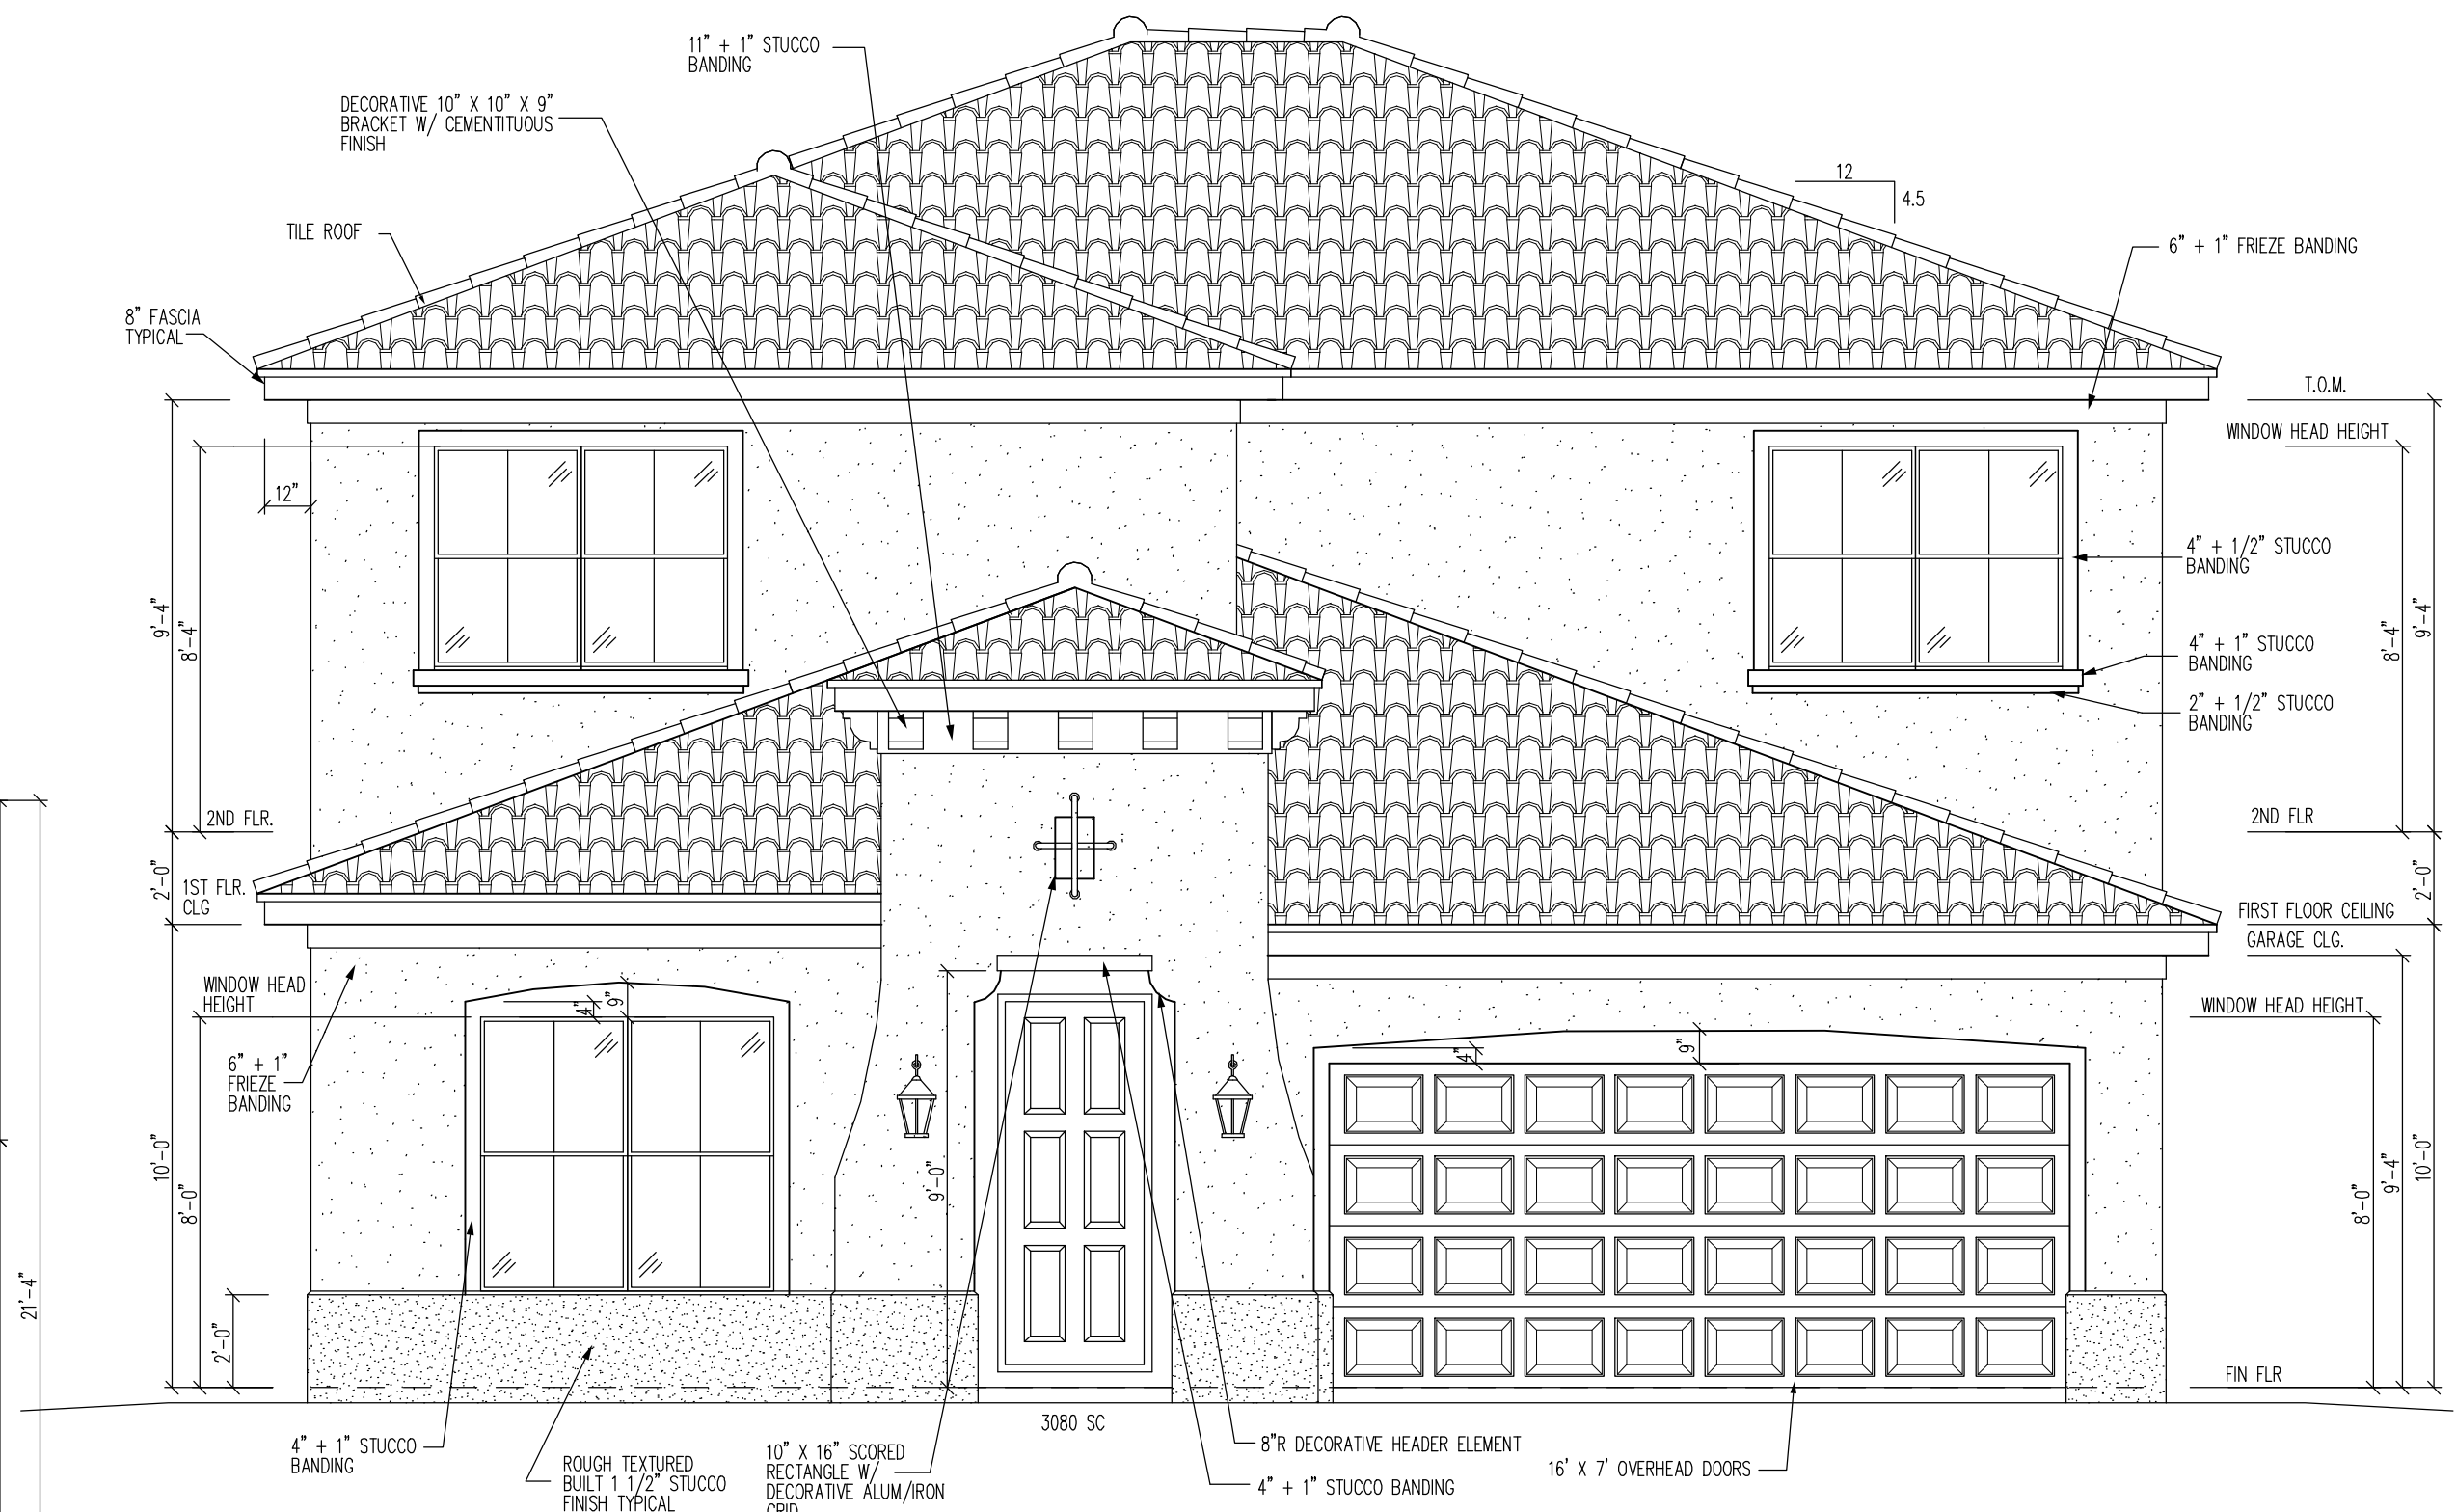 11" + 1" STUCCO
BANDING
DECORATIVE 10" X 10" X 9"
BRACKET W/ CEMENTITUOUS
FINISH
12
4.5
TILE ROOF
6" + 1" FRIEZE BANDING
8" FASCIA
TYPICAL
T.O.M.
WINDOW HEAD HEIGHT
12"
4" + 1/2" STUCCO
BANDING
9'-4"
8'-4"
8'-4"
9'-4"
4" + 1" STUCCO
BANDING
2" + 1/2" STUCCO
BANDING
2ND FLR.
2ND FLR
2'-0"
1ST FLR.
CLG
2'-0"
FIRST FLOOR CEILING
GARAGE CLG.
WINDOW HEAD
HEIGHT
4"
9"
WINDOW HEAD HEIGHT
4"
9"
6" + 1"
FRIEZE
BANDING
10'-0"
8'-0"
9'-0"
8'-0"
9'-4"
10'-0"
21'-4"
2'-0"
FIN FLR
3080 SC
4" + 1" STUCCO
BANDING
ROUGH TEXTURED
BUILT 1 1/2" STUCCO
FINISH TYPICAL
10" X 16" SCORED
RECTANGLE W/
DECORATIVE ALUM/IRON
GRID
8"R DECORATIVE HEADER ELEMENT
4" + 1" STUCCO BANDING
16' X 7' OVERHEAD DOORS